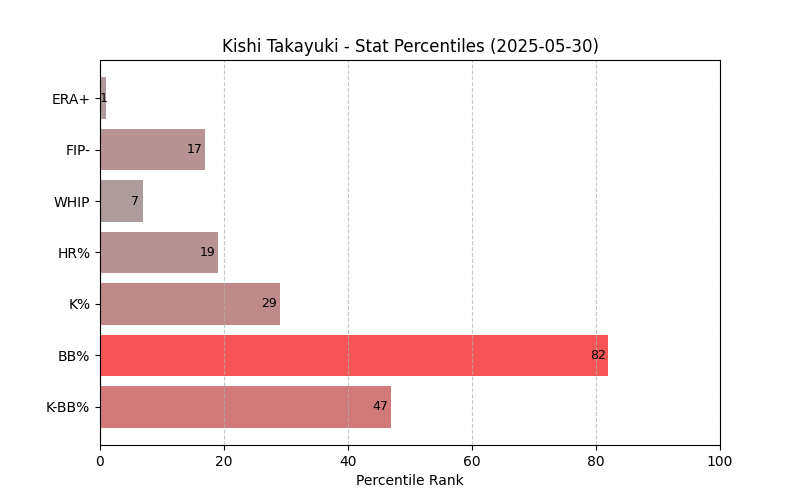 Kishi Takayuki - Stat Percentiles (2025-05-30)
ERA+ 1
FIP- 17
WHIP 7
HR% 19
K% 29
BB% 82
K-BB% 47
0 20 40 60 80 100
Percentile Rank